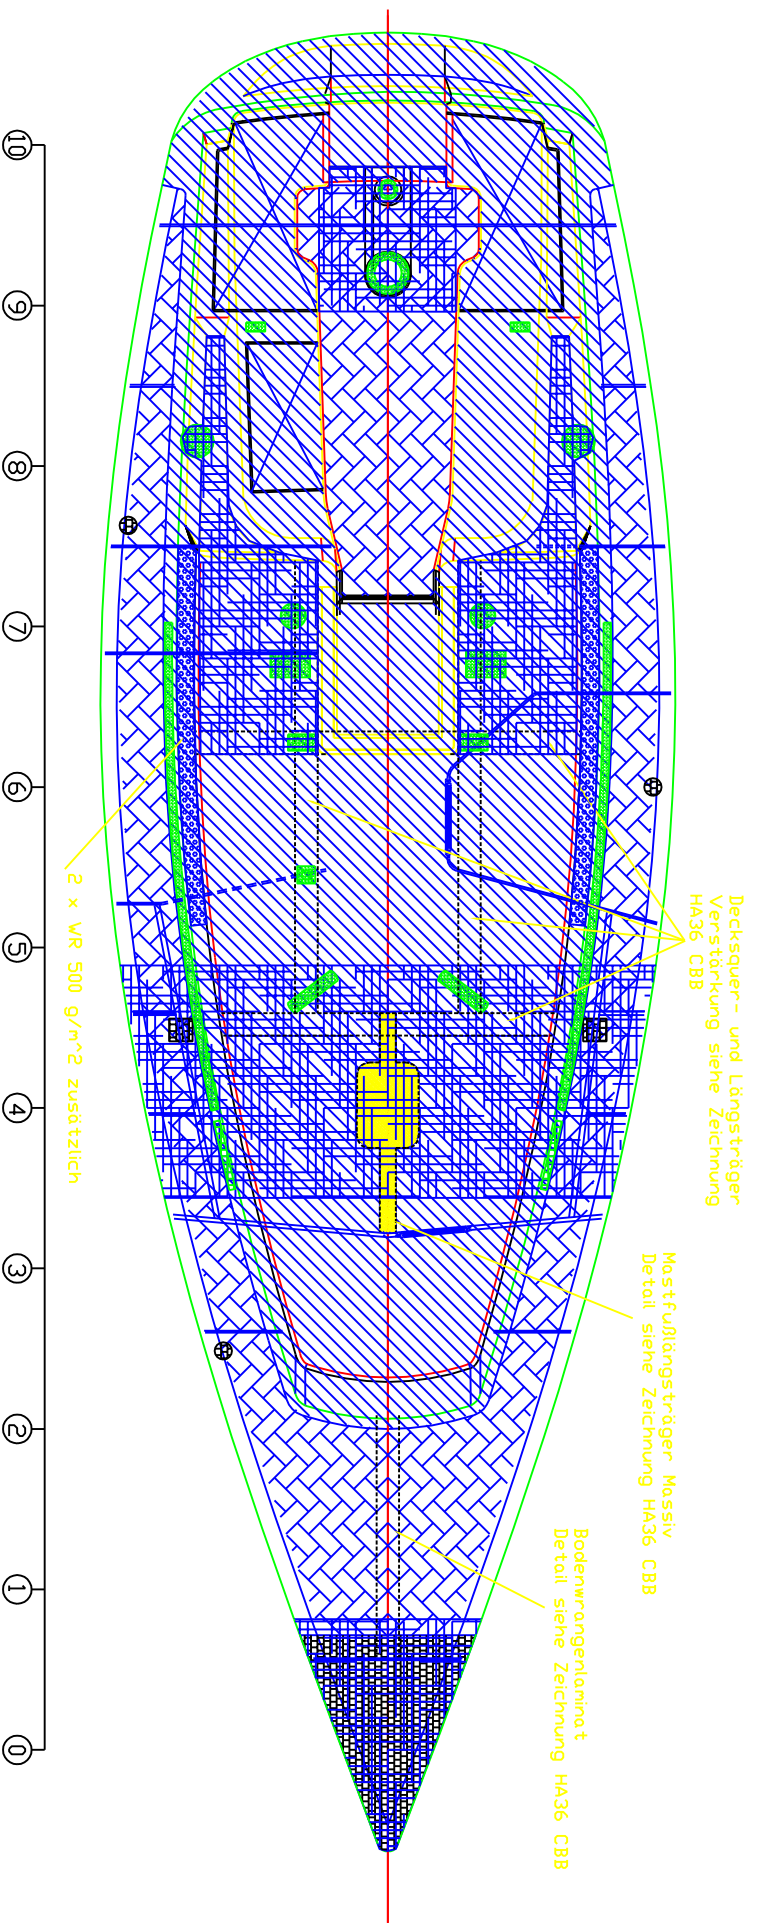 10
9
8
7
6
5
4
3
2
1
0
2 x WR 500 g/m^2 zusätzlich
Decksquer- und Längsträger
Verstärkung siehe Zeichnung
HA36 CBB
Mastfußlängsträger Massiv
Detail siehe Zeichnung HA36 CBB
Bodenwrangenlaminat
Detail siehe Zeichnung HA36 CBB